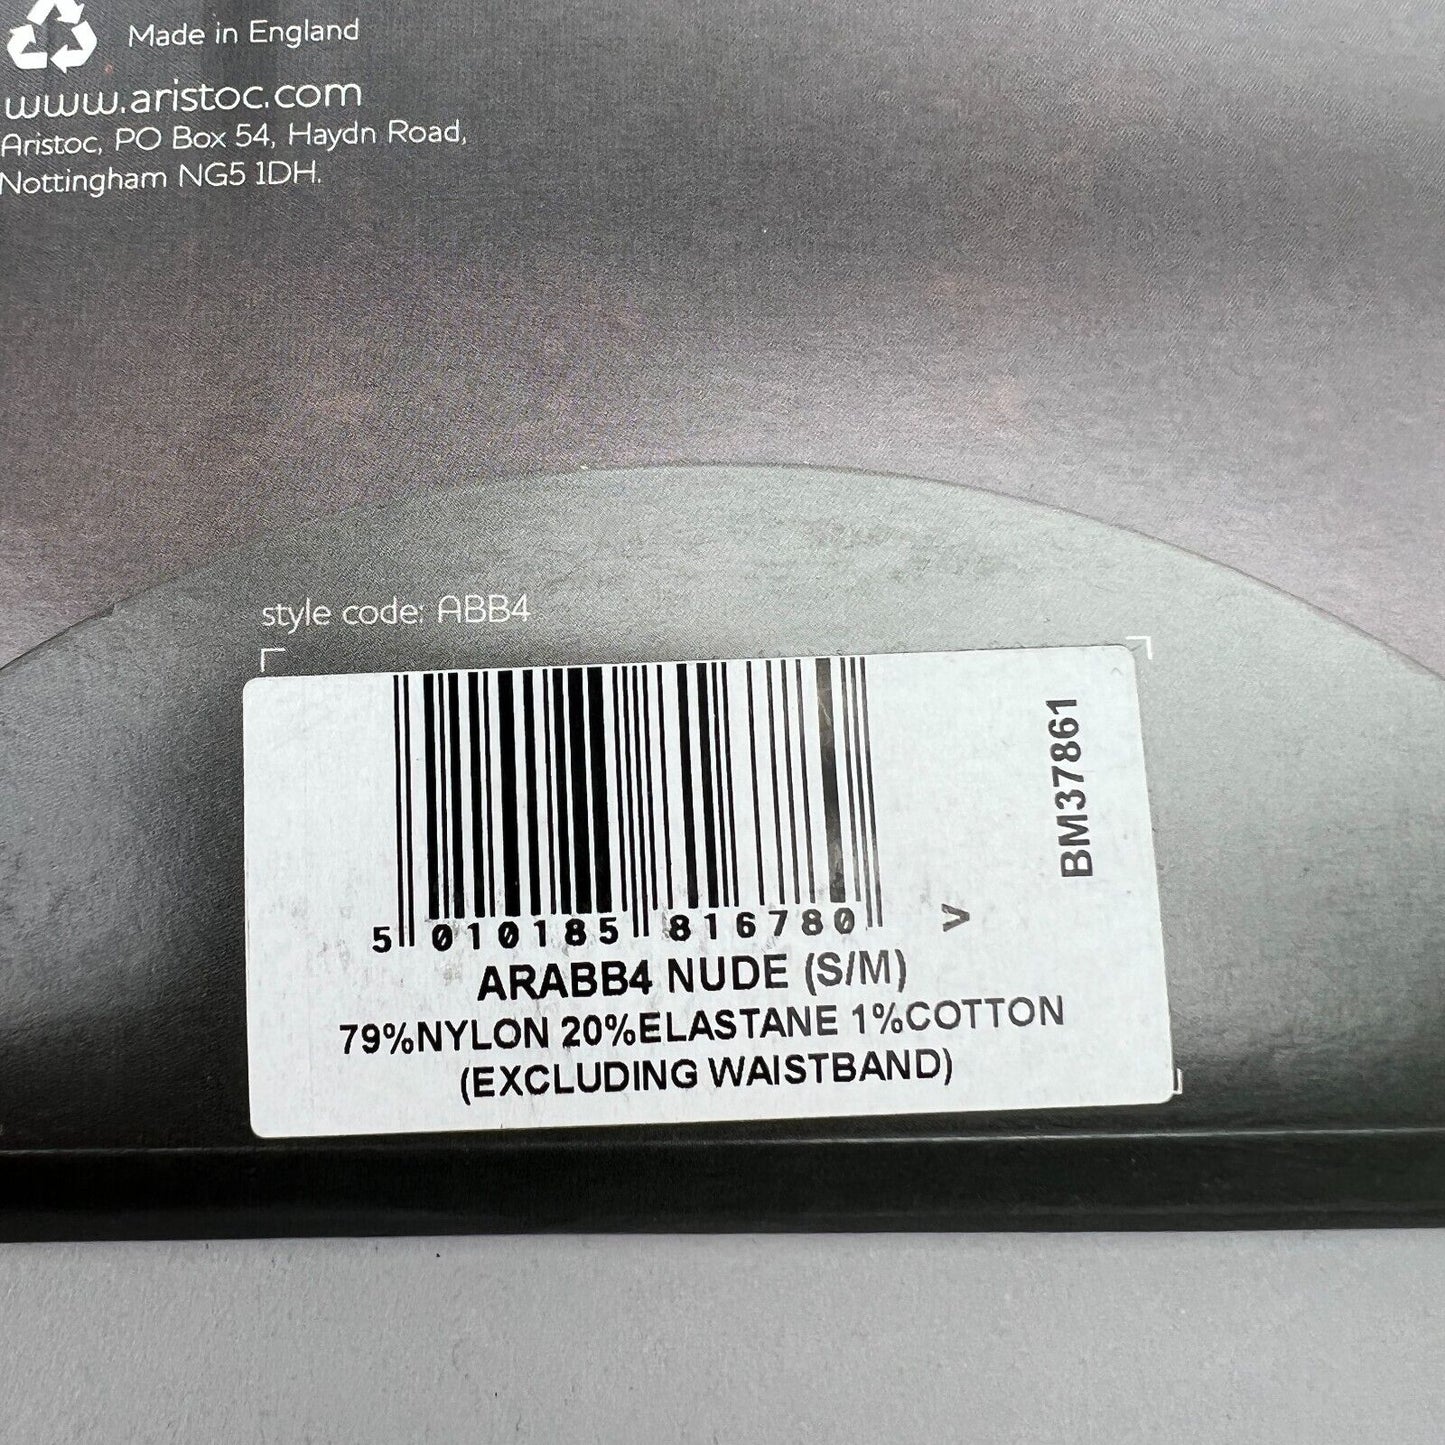 Made in England
www.aristoc.com
Aristoc, PO Box 54, Haydn Road,
Nottingham NG5 1DH.
style code: ABB4
BM37861
5 010185 816780 >
ARABB4 NUDE (S/M)
79%NYLON 20%ELASTANE 1%COTTON
(EXCLUDING WAISTBAND)